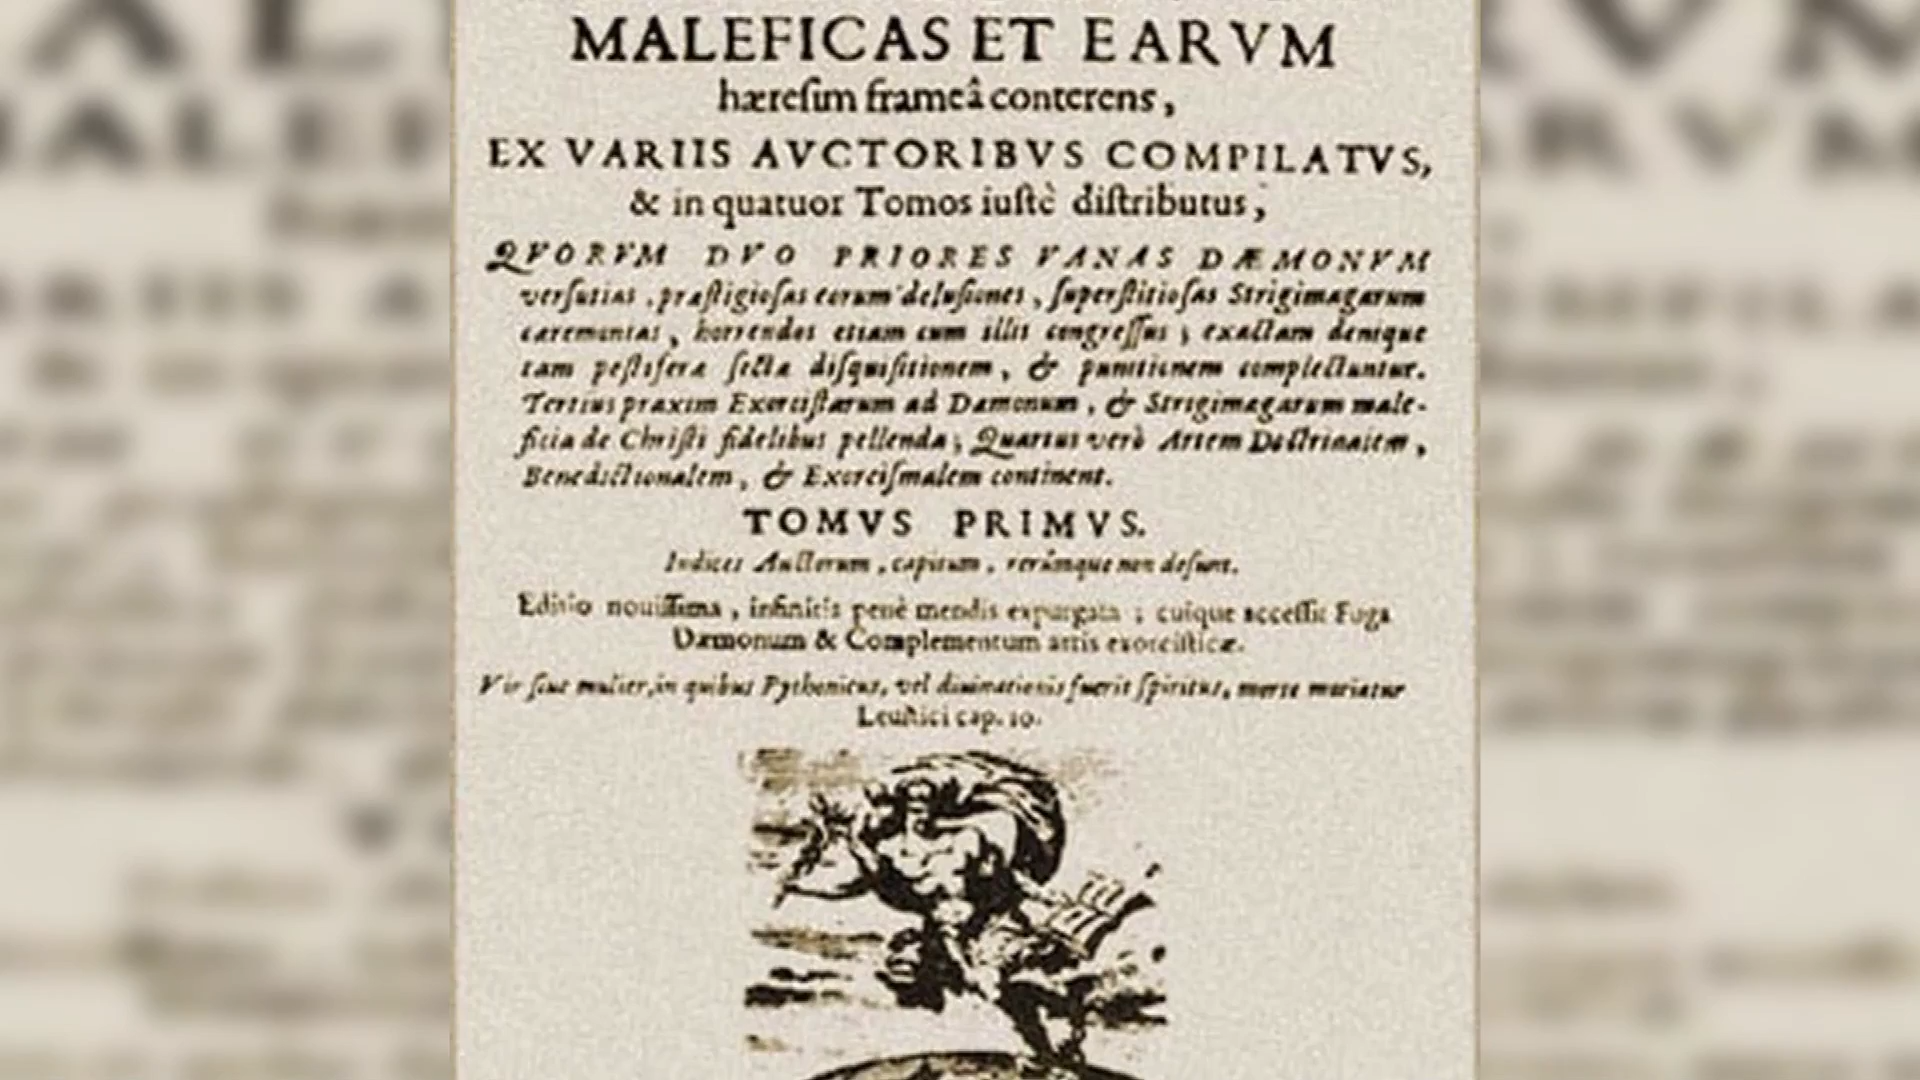 MALEFICAS ET EARVM
hæreſim frameâ conterens,
EX VARIIS AVCTORIBVS COMPILATVS,
& in quatuor Tomos iuſtè diſtributus,
QVORVM DVO PRIORES VANAS DÆMONVM
verſutias, præſtigioſas eorum deluſiones, ſuperſtitioſas Strigimagarum
cæremonias, horrendos etiam cum illis congreſſus; exactam denique
tam peſtiferæ ſectæ diſquiſitionem, & punitionem complectuntur.
Tertius praxim Exorciſtarum ad Dæmonum, & Strigimagarum male-
ficia de Chriſti fidelibus pellenda; Quartus verò Artem Doctrinalem,
Benedictionalem, & Exorciſmalem continent.
TOMVS PRIMVS.
Indices Auctorum, capitum, rerúmque non deſunt.
Editio nouiſſima, infinitis penè mendis expurgata; cuique acceſſit Fuga
Dæmonum & Complementum artis exorciſticæ.
Vir ſiue mulier, in quibus Pythonicus, vel diuinationis fuerit ſpiritus, morte moriatur
Leuitici cap. 10.